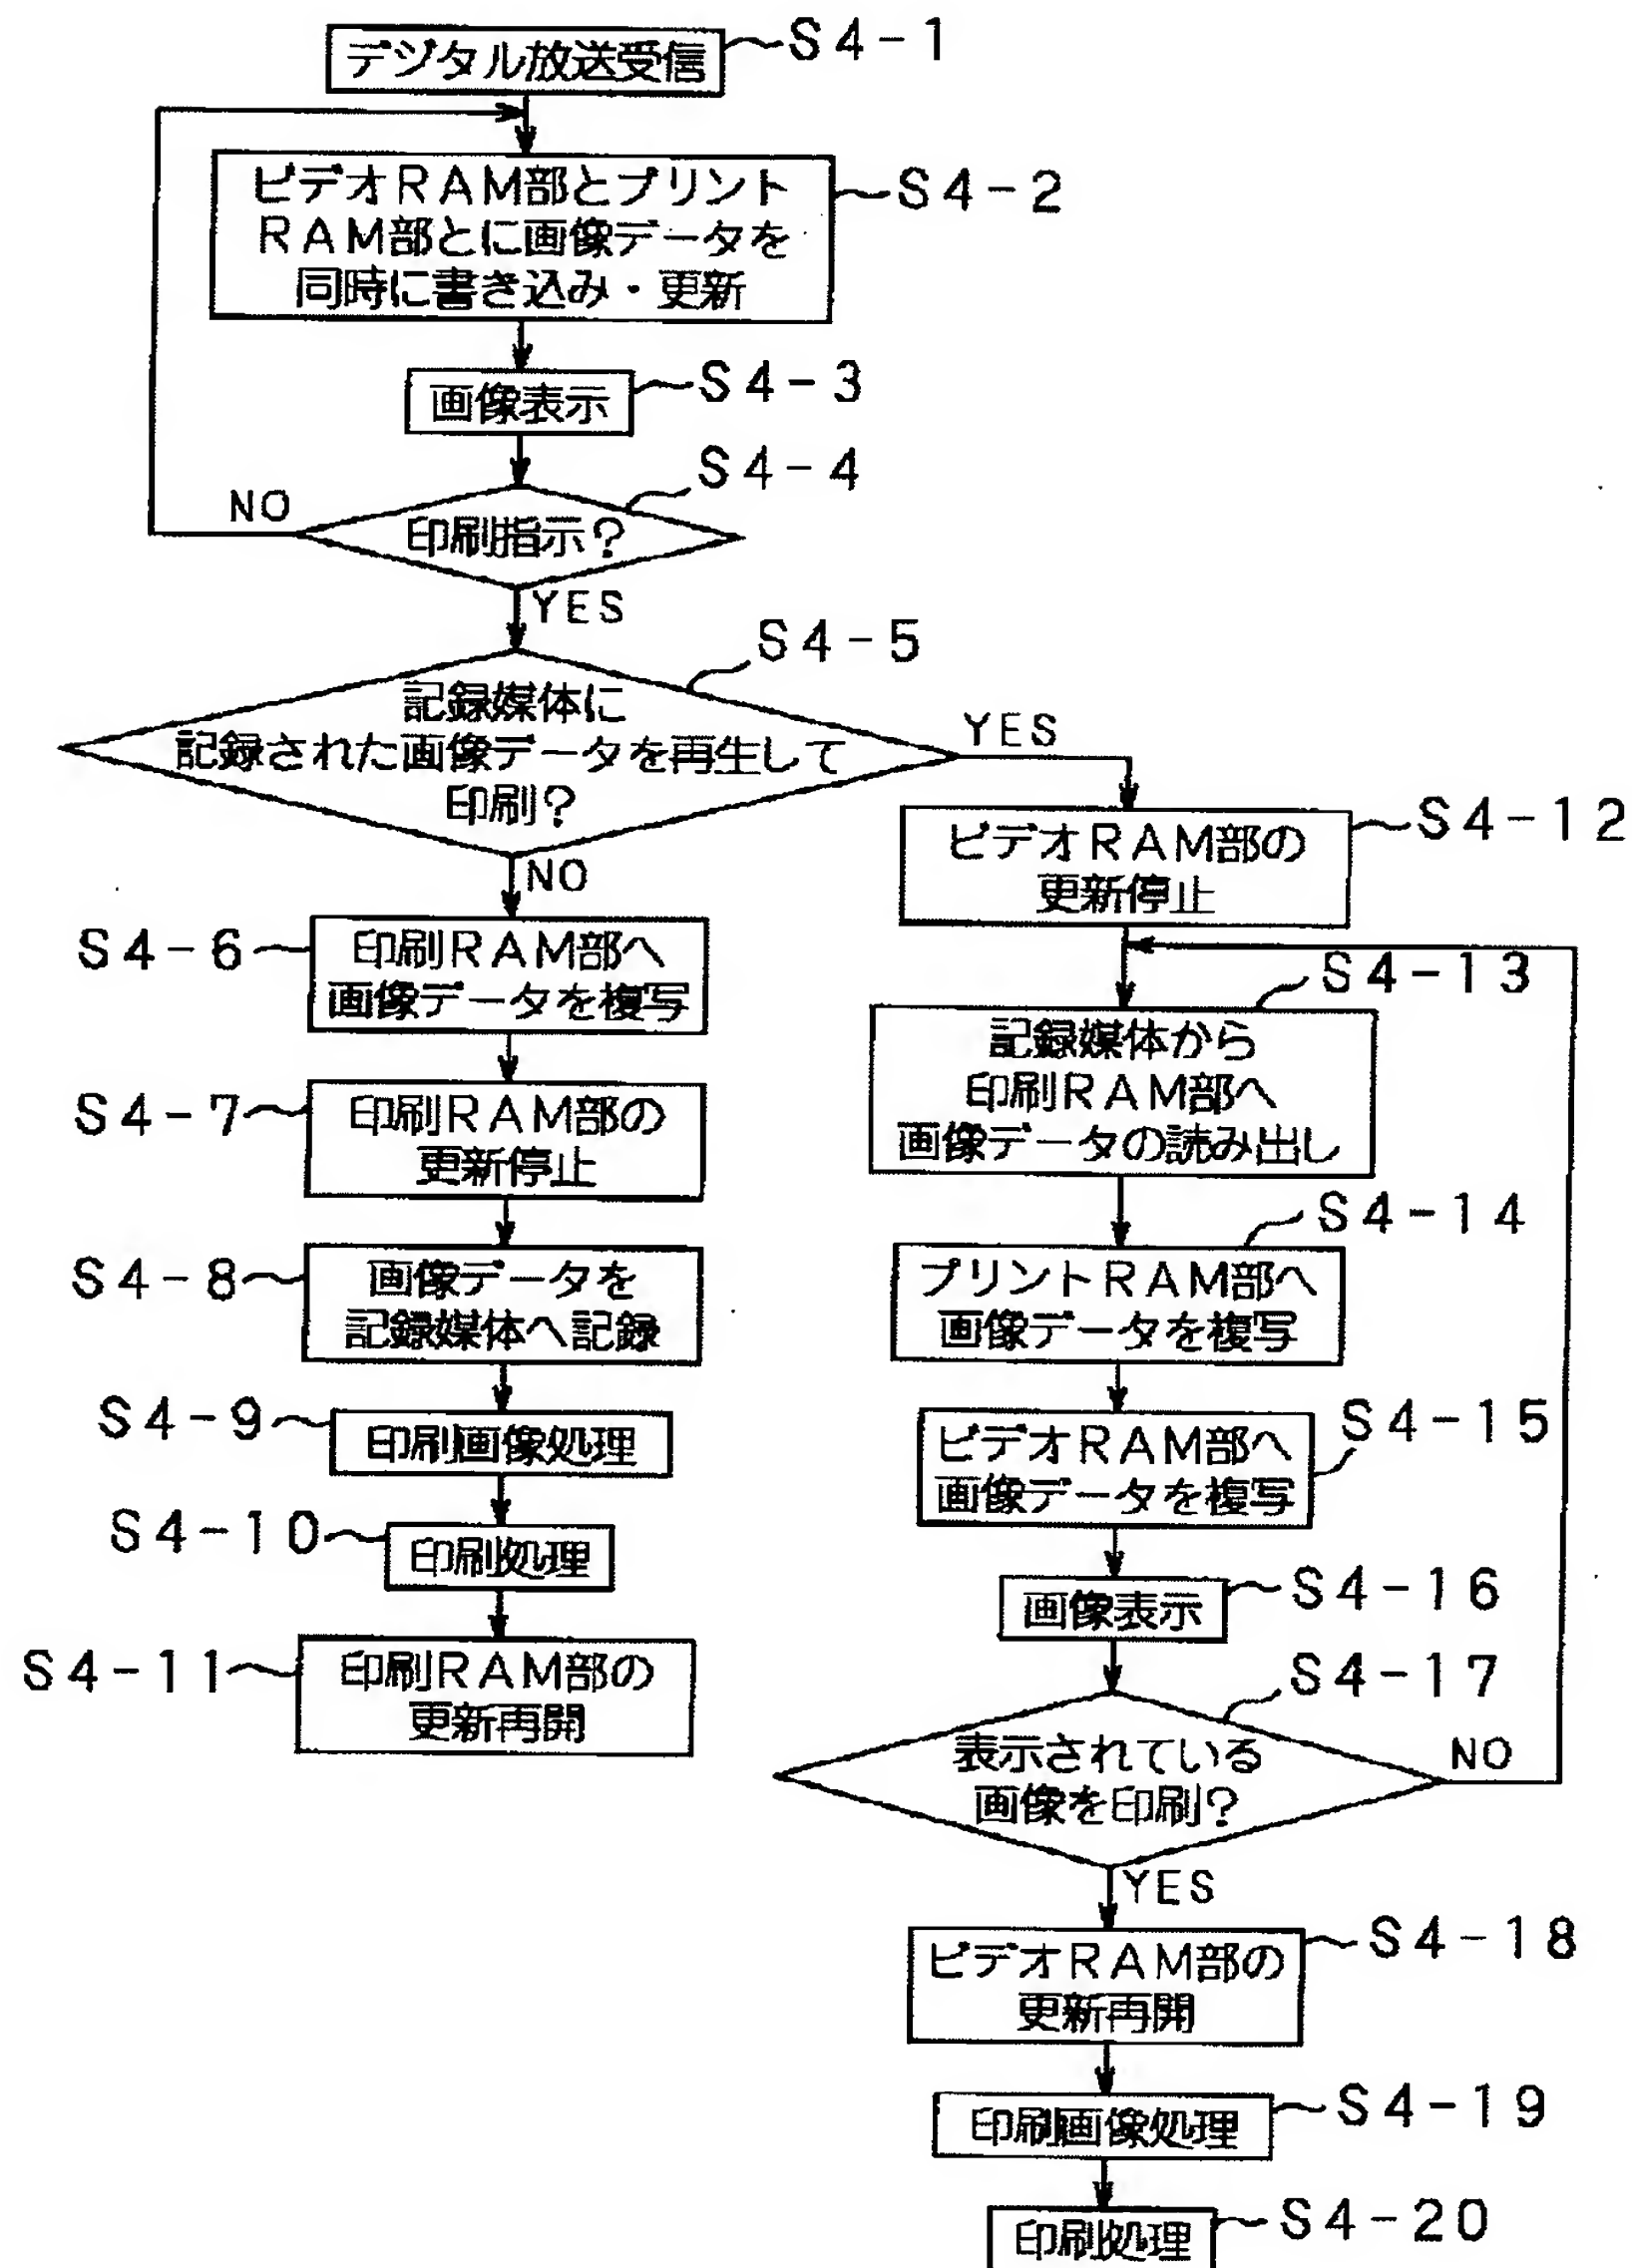 デジタル放送受信
S4-1
ビデオRAM部とプリント
RAM部とに画像データを
同時に書き込み・更新
S4-2
画像表示
S4-3
印刷指示?
S4-4
NO
YES
記録媒体に
記録された画像データを再生して
印刷?
S4-5
YES
NO
S4-6
印刷RAM部へ
画像データを複写
S4-7
印刷RAM部の
更新停止
S4-8
画像データを
記録媒体へ記録
S4-9
印刷画像処理
S4-10
印刷処理
S4-11
印刷RAM部の
更新再開
ビデオRAM部の
更新停止
S4-12
記録媒体から
印刷RAM部へ
画像データの読み出し
S4-13
プリントRAM部へ
画像データを複写
S4-14
ビデオRAM部へ
画像データを複写
S4-15
画像表示
S4-16
表示されている
画像を印刷?
S4-17
NO
YES
ビデオRAM部の
更新再開
S4-18
印刷画像処理
S4-19
印刷処理
S4-20